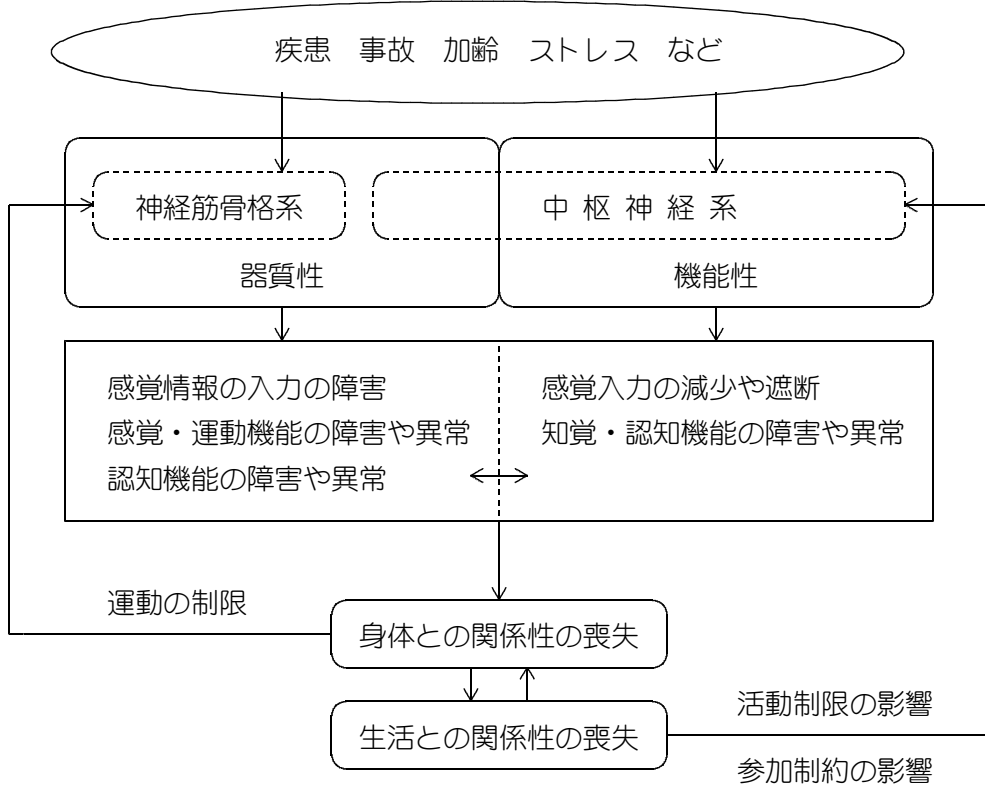 疾患　事故　加齢　ストレス　など
神経筋骨格系
中枢神経系
器質性
機能性
感覚情報の入力の障害
感覚・運動機能の障害や異常
認知機能の障害や異常
感覚入力の減少や遮断
知覚・認知機能の障害や異常
運動の制限
身体との関係性の喪失
生活との関係性の喪失
活動制限の影響
参加制約の影響